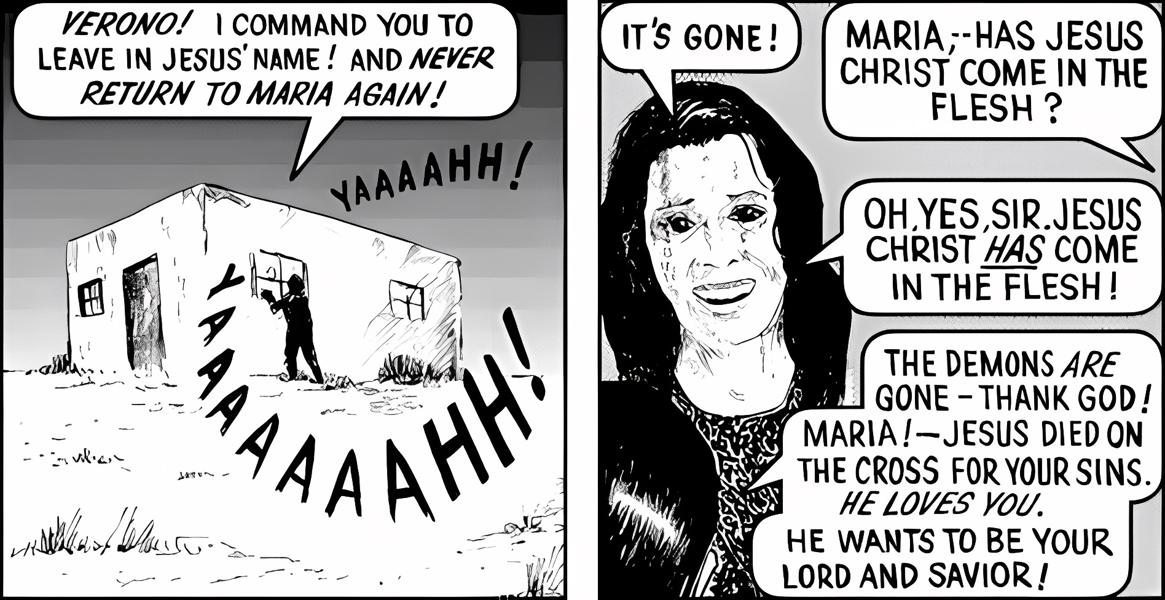 VERONO! I COMMAND YOU TO
LEAVE IN JESUS' NAME! AND NEVER
RETURN TO MARIA AGAIN!
YAAAAHH!
YAAAAAAAAHH!
IT'S GONE!
MARIA,--HAS JESUS
CHRIST COME IN THE
FLESH?
OH, YES, SIR. JESUS
CHRIST HAS COME
IN THE FLESH!
THE DEMONS ARE
GONE – THANK GOD!
MARIA!—JESUS DIED ON
THE CROSS FOR YOUR SINS.
HE LOVES YOU.
HE WANTS TO BE YOUR
LORD AND SAVIOR!